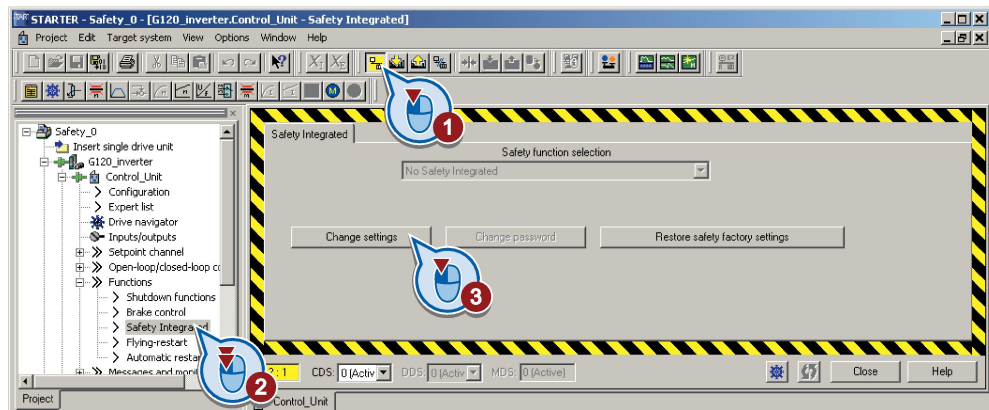 STARTER - Safety_0 - [G120_inverter.Control_Unit - Safety Integrated]
Project Edit Target system View Options Window Help
1
Safety_0
Insert single drive unit
G120_inverter
Control_Unit
Configuration
Expert list
Drive navigator
Inputs/outputs
Setpoint channel
Open-loop/closed-loop
Functions
Shutdown functions
Brake control
Safety Integrated
Flying-restart
Automatic restar
Messages and moni
2
Project
Safety Integrated
Safety function selection
No Safety Integrated
Change settings Change password Restore safety factory settings
3
CDS: 0 (Activ DDS: 0 (Activ MDS: 0 (Active) Close Help
Control_Unit